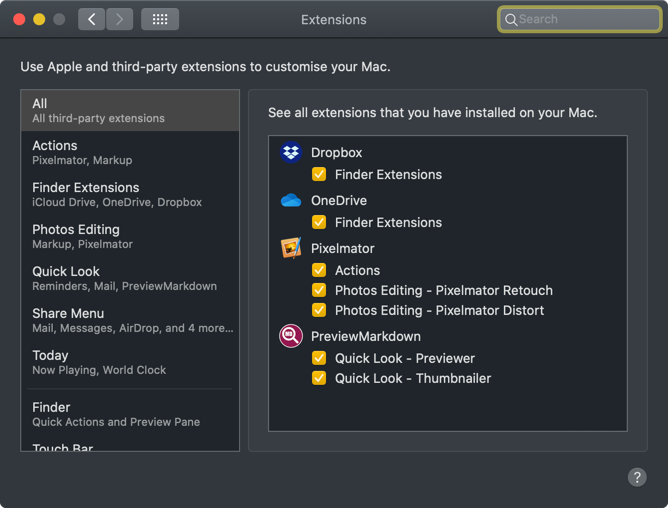 Extensions
Search
Use Apple and third-party extensions to customise your Mac.
All
All third-party extensions
Actions
Pixelmator, Markup
Finder Extensions
iCloud Drive, OneDrive, Dropbox
Photos Editing
Markup, Pixelmator
Quick Look
Reminders, Mail, PreviewMarkdown
Share Menu
Mail, Messages, AirDrop, and 4 more...
Today
Now Playing, World Clock
Finder
Quick Actions and Preview Pane
Touch Bar
See all extensions that you have installed on your Mac.
Dropbox
Finder Extensions
OneDrive
Finder Extensions
Pixelmator
Actions
Photos Editing - Pixelmator Retouch
Photos Editing - Pixelmator Distort
MD
PreviewMarkdown
Quick Look - Previewer
Quick Look - Thumbnailer
?